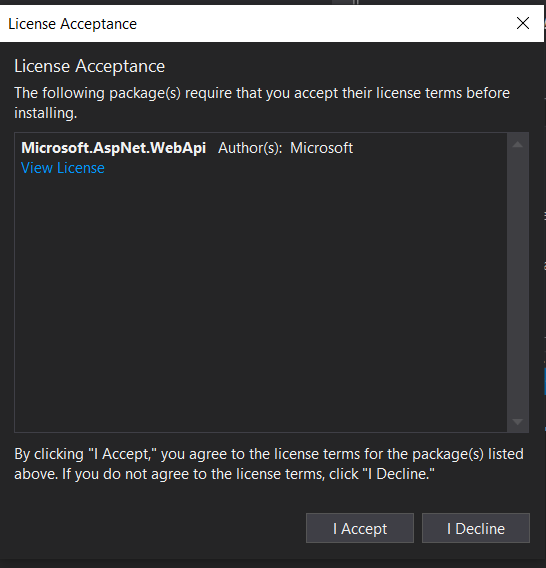 License Acceptance
License Acceptance
The following package(s) require that you accept their license terms before
installing.
Microsoft.AspNet.WebApi Author(s): Microsoft
View License
By clicking "I Accept," you agree to the license terms for the package(s) listed
above. If you do not agree to the license terms, click "I Decline."
I Accept I Decline